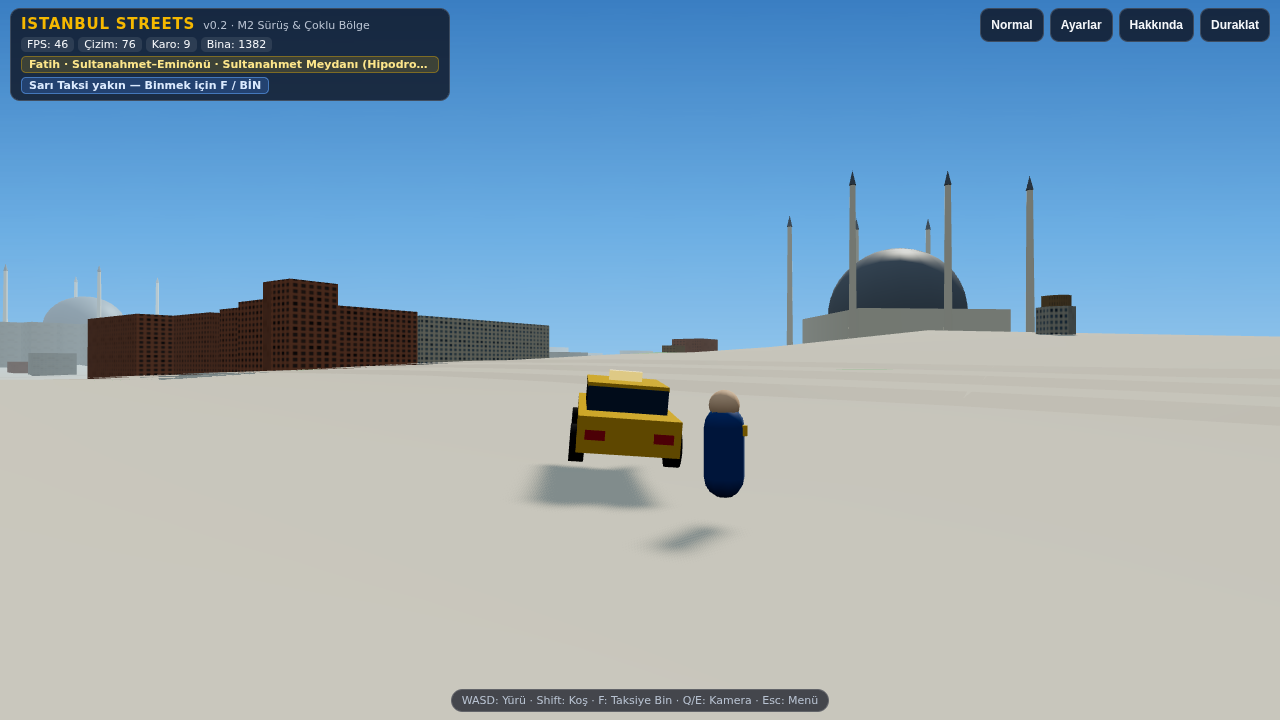 ISTANBUL STREETS v0.2 · M2 Sürüş & Çoklu Bölge
FPS: 46 Çizim: 76 Karo: 9 Bina: 1382
Fatih · Sultanahmet–Eminönü · Sultanahmet Meydanı (Hipodro...
Sarı Taksi yakın — Binmek için F / BİN
Normal Ayarlar Hakkında Duraklat
WASD: Yürü · Shift: Koş · F: Taksiye Bin · Q/E: Kamera · Esc: Menü